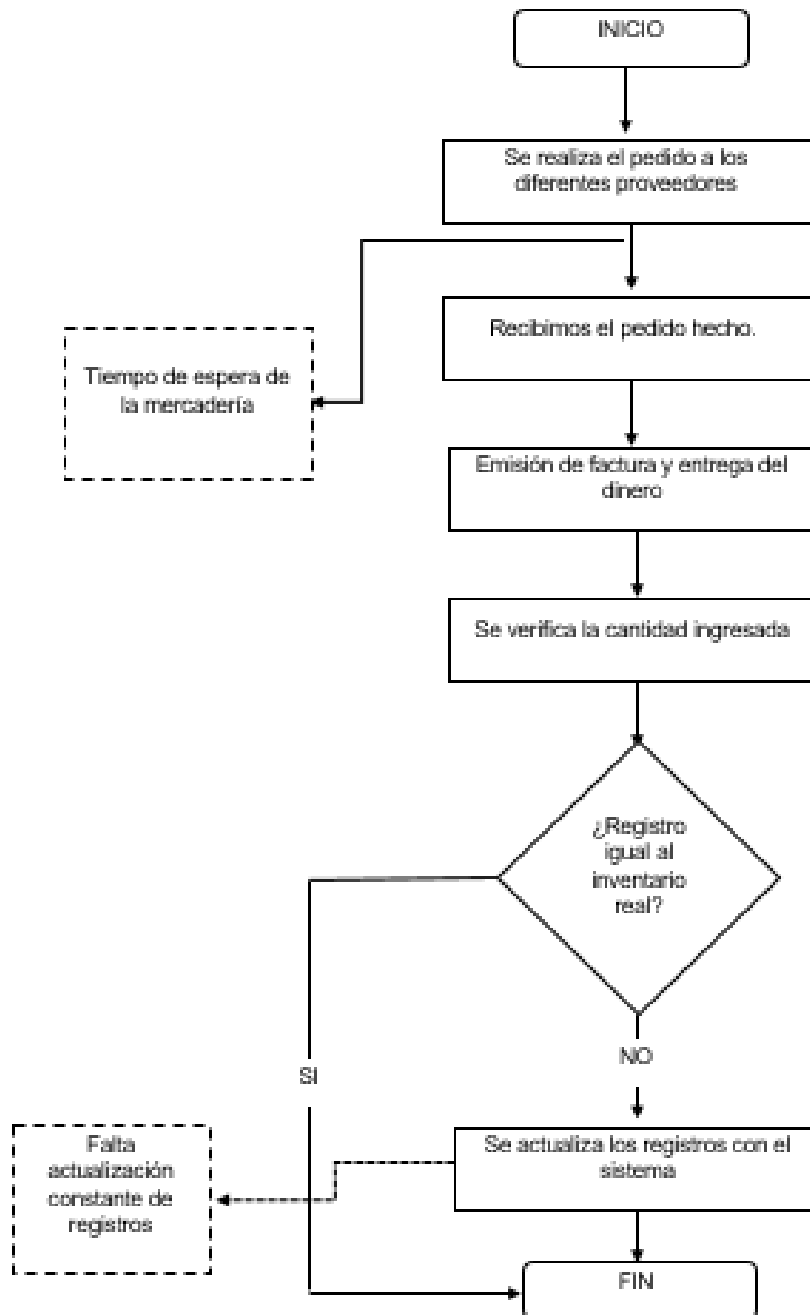 INICIO
Se realiza el pedido a los
diferentes proveedores
Recibimos el pedido hecho.
Tiempo de espera de
la mercadería
Emisión de factura y entrega del
dinero
Se verifica la cantidad ingresada
¿Registro
igual al
inventario
real?
NO
SI
Se actualiza los registros con el
sistema
Falta
actualización
constante de
registros
FIN